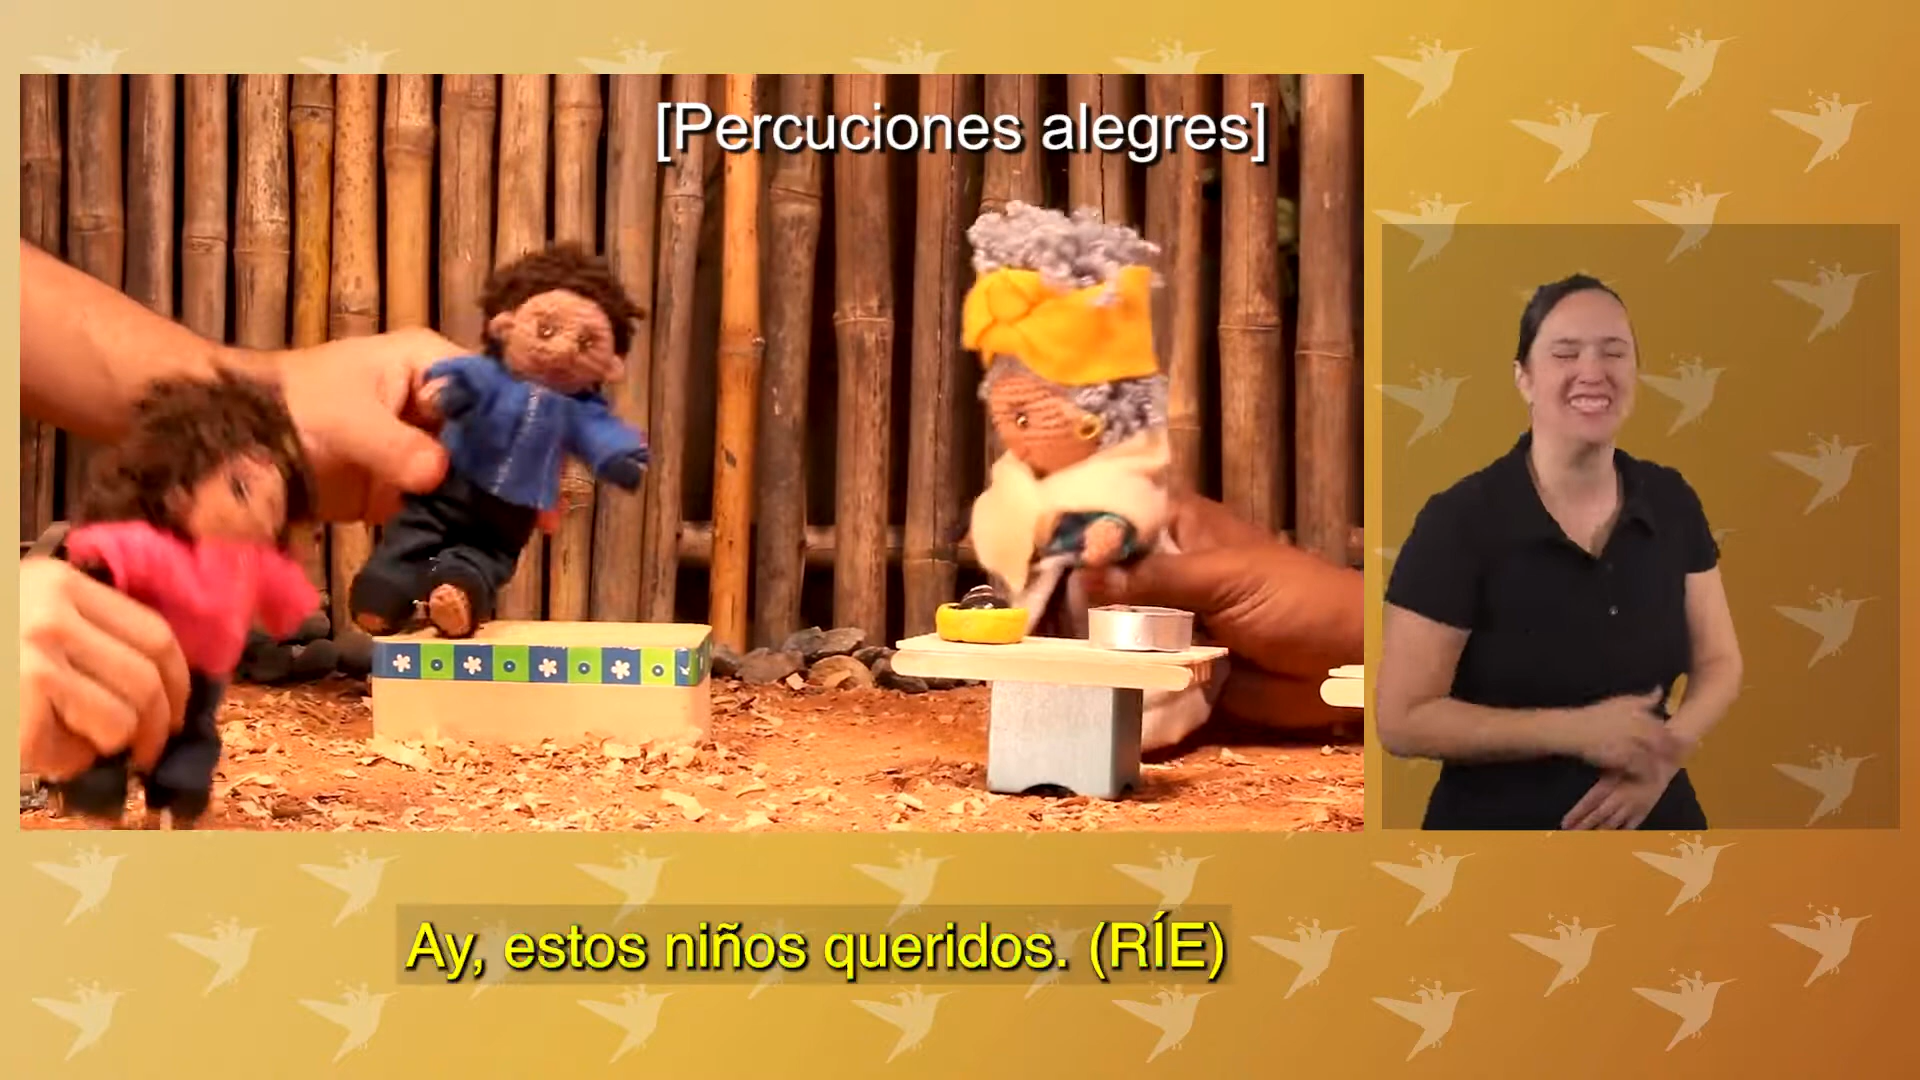 [Percuciones alegres]
Ay, estos niños queridos. (RÍE)